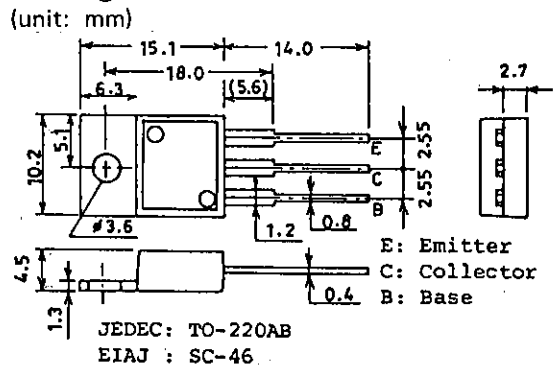 (unit: mm)
15.1
14.0
18.0
(5.6)
2.7
6.3
5.1
10.2
E
2.55
C
2.55
B
ø3.6
1.2
0.8
E: Emitter
C: Collector
B: Base
4.5
1.3
0.4
JEDEC: TO-220AB
EIAJ : SC-46